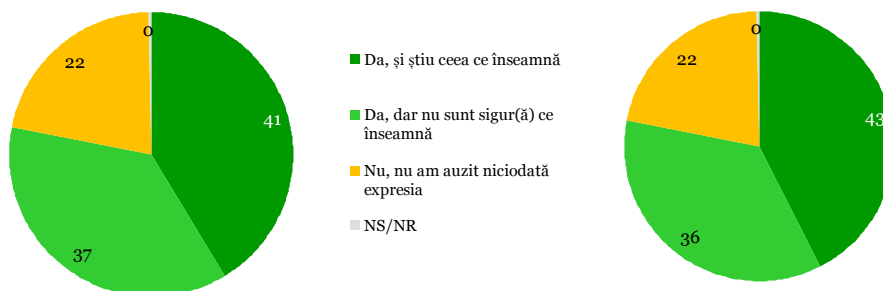 0
22
41
37
Da, și știu ceea ce înseamnă
Da, dar nu sunt sigur(ă) ce
înseamnă
Nu, nu am auzit niciodată
expresia
NS/NR
0
22
43
36